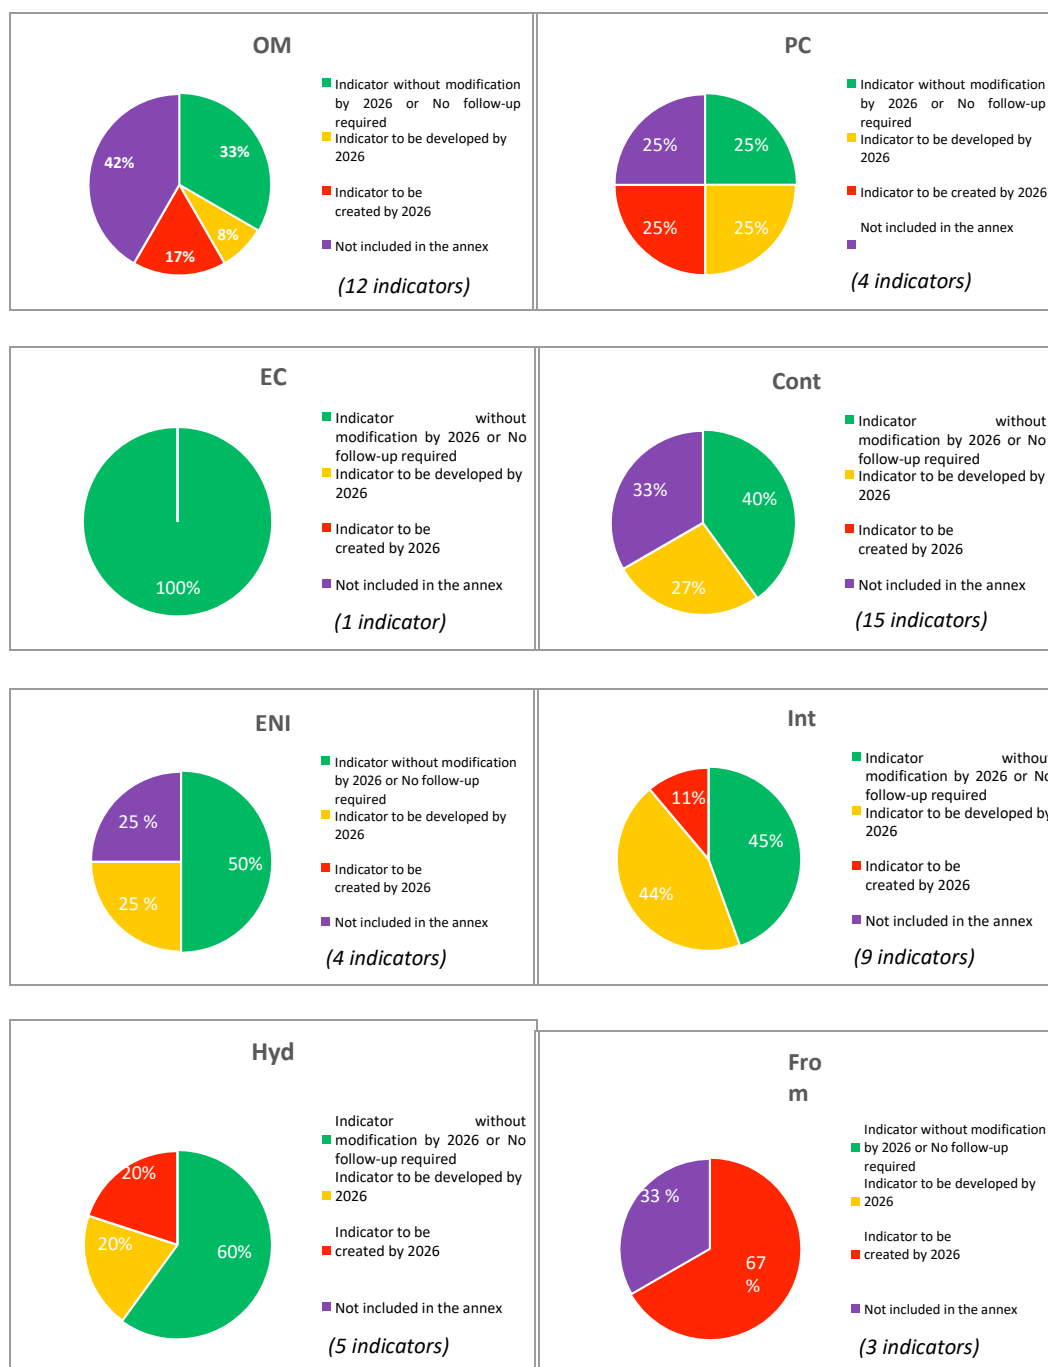 OM
Indicator without modification
by 2026 or No follow-up
required
Indicator to be developed by
2026
Indicator to be
created by 2026
Not included in the annex
33%
8%
17%
42%
(12 indicators)
PC
Indicator without modification
by 2026 or No follow-up
required
Indicator to be developed by
2026
Indicator to be created by 2026
Not included in the annex
25%
25%
25%
25%
(4 indicators)
EC
Indicator without
modification by 2026 or No
follow-up required
Indicator to be developed by
2026
Indicator to be
created by 2026
Not included in the annex
100%
(1 indicator)
Cont
Indicator without
modification by 2026 or No
follow-up required
Indicator to be developed by
2026
Indicator to be
created by 2026
Not included in the annex
33%
40%
27%
(15 indicators)
ENI
Indicator without modification
by 2026 or No follow-up
required
Indicator to be developed by
2026
Indicator to be
created by 2026
Not included in the annex
25 %
50%
25 %
(4 indicators)
Int
Indicator without
modification by 2026 or No
follow-up required
Indicator to be developed by
2026
Indicator to be
created by 2026
Not included in the annex
11%
45%
44%
(9 indicators)
Hyd
Indicator without
modification by 2026 or No
follow-up required
Indicator to be developed by
2026
Indicator to be
created by 2026
Not included in the annex
20%
20%
60%
(5 indicators)
Fro
m
Indicator without modification
by 2026 or No follow-up
required
Indicator to be developed by
2026
Indicator to be
created by 2026
Not included in the annex
33 %
67
%
(3 indicators)